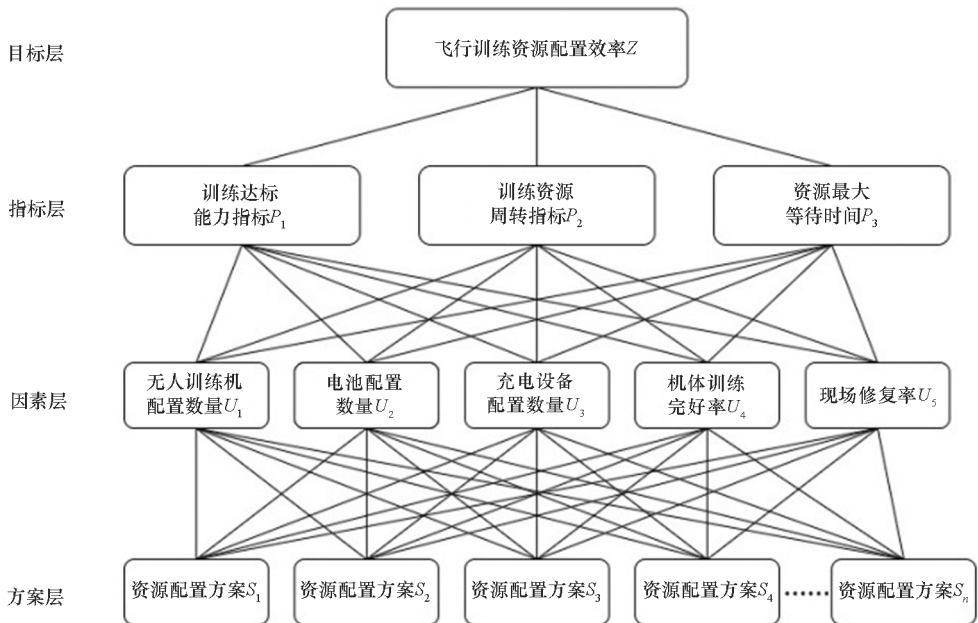 目标层
飞行训练资源配置效率Z
指标层
训练达标
能力指标P1
训练资源
周转指标P2
资源最大
等待时间P3
因素层
无人训练机
配置数量U1
电池配置
数量U2
充电设备
配置数量U3
机体训练
完好率U4
现场修复率U5
方案层
资源配置方案S1
资源配置方案S2
资源配置方案S3
资源配置方案S4
……
资源配置方案Sn